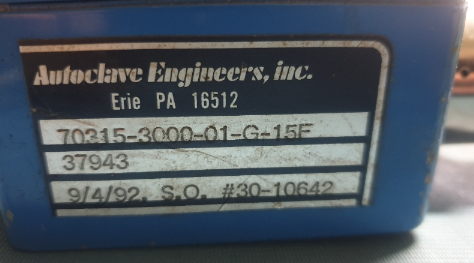 Autoclave Engineers, inc.
Erie PA 16512
70315-3000-01-G-15F
37943
9/4/92. S.O. #30-10642